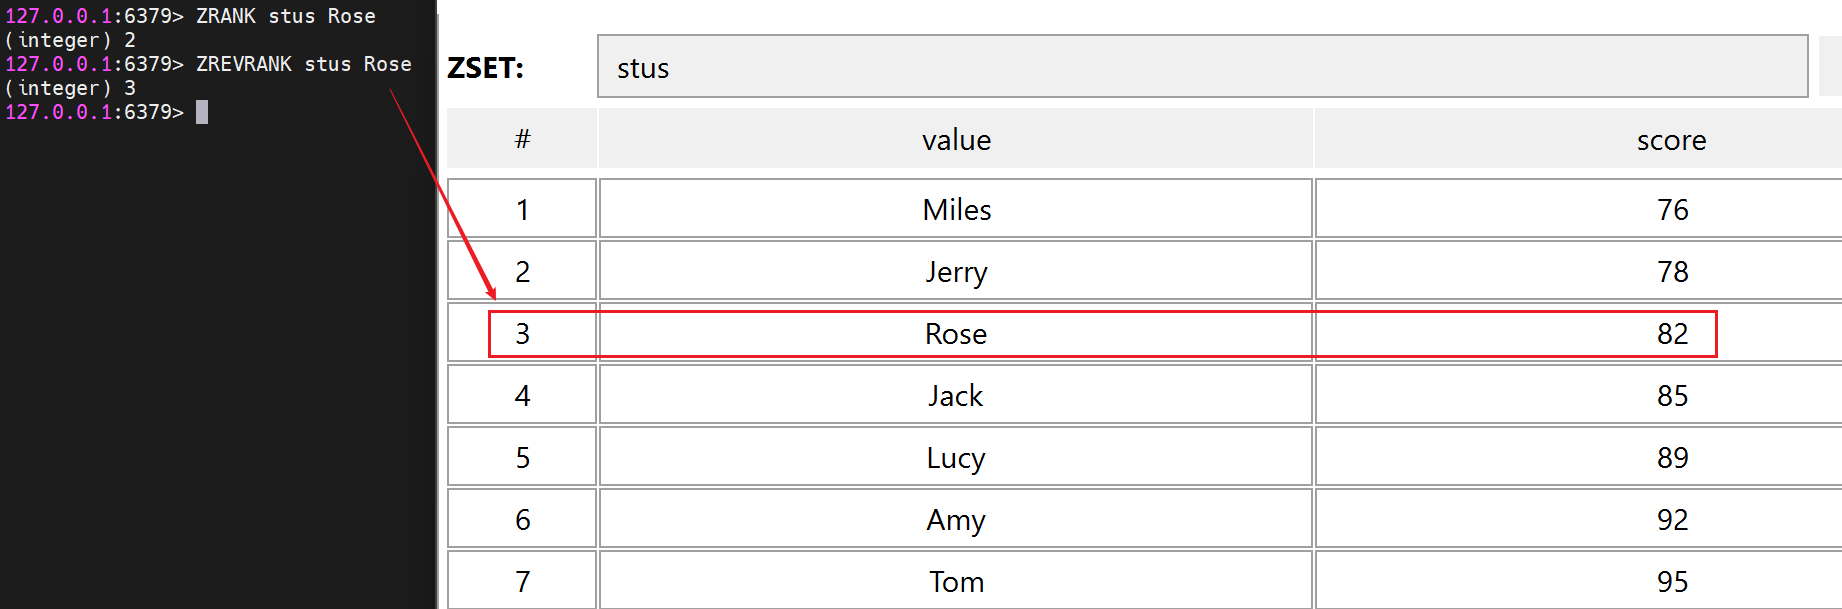 127.0.0.1:6379> ZRANK stus Rose
(integer) 2
127.0.0.1:6379> ZREVRANK stus Rose
(integer) 3
127.0.0.1:6379>
ZSET: stus
# value score
1 Miles 76
2 Jerry 78
3 Rose 82
4 Jack 85
5 Lucy 89
6 Amy 92
7 Tom 95